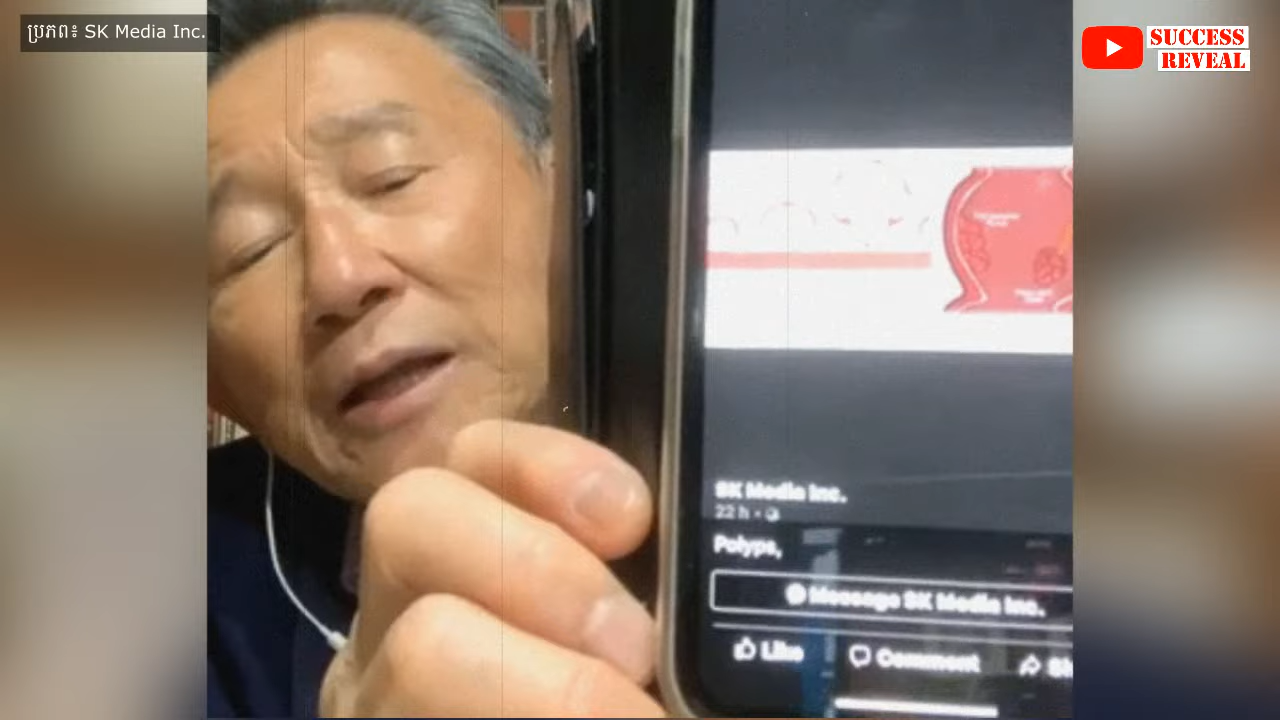 ប្រភព៖ SK Media Inc.
SUCCESS
REVEAL
SK Media Inc.
22 h
Polyps,
Message SK Media Inc.
Like
Comment